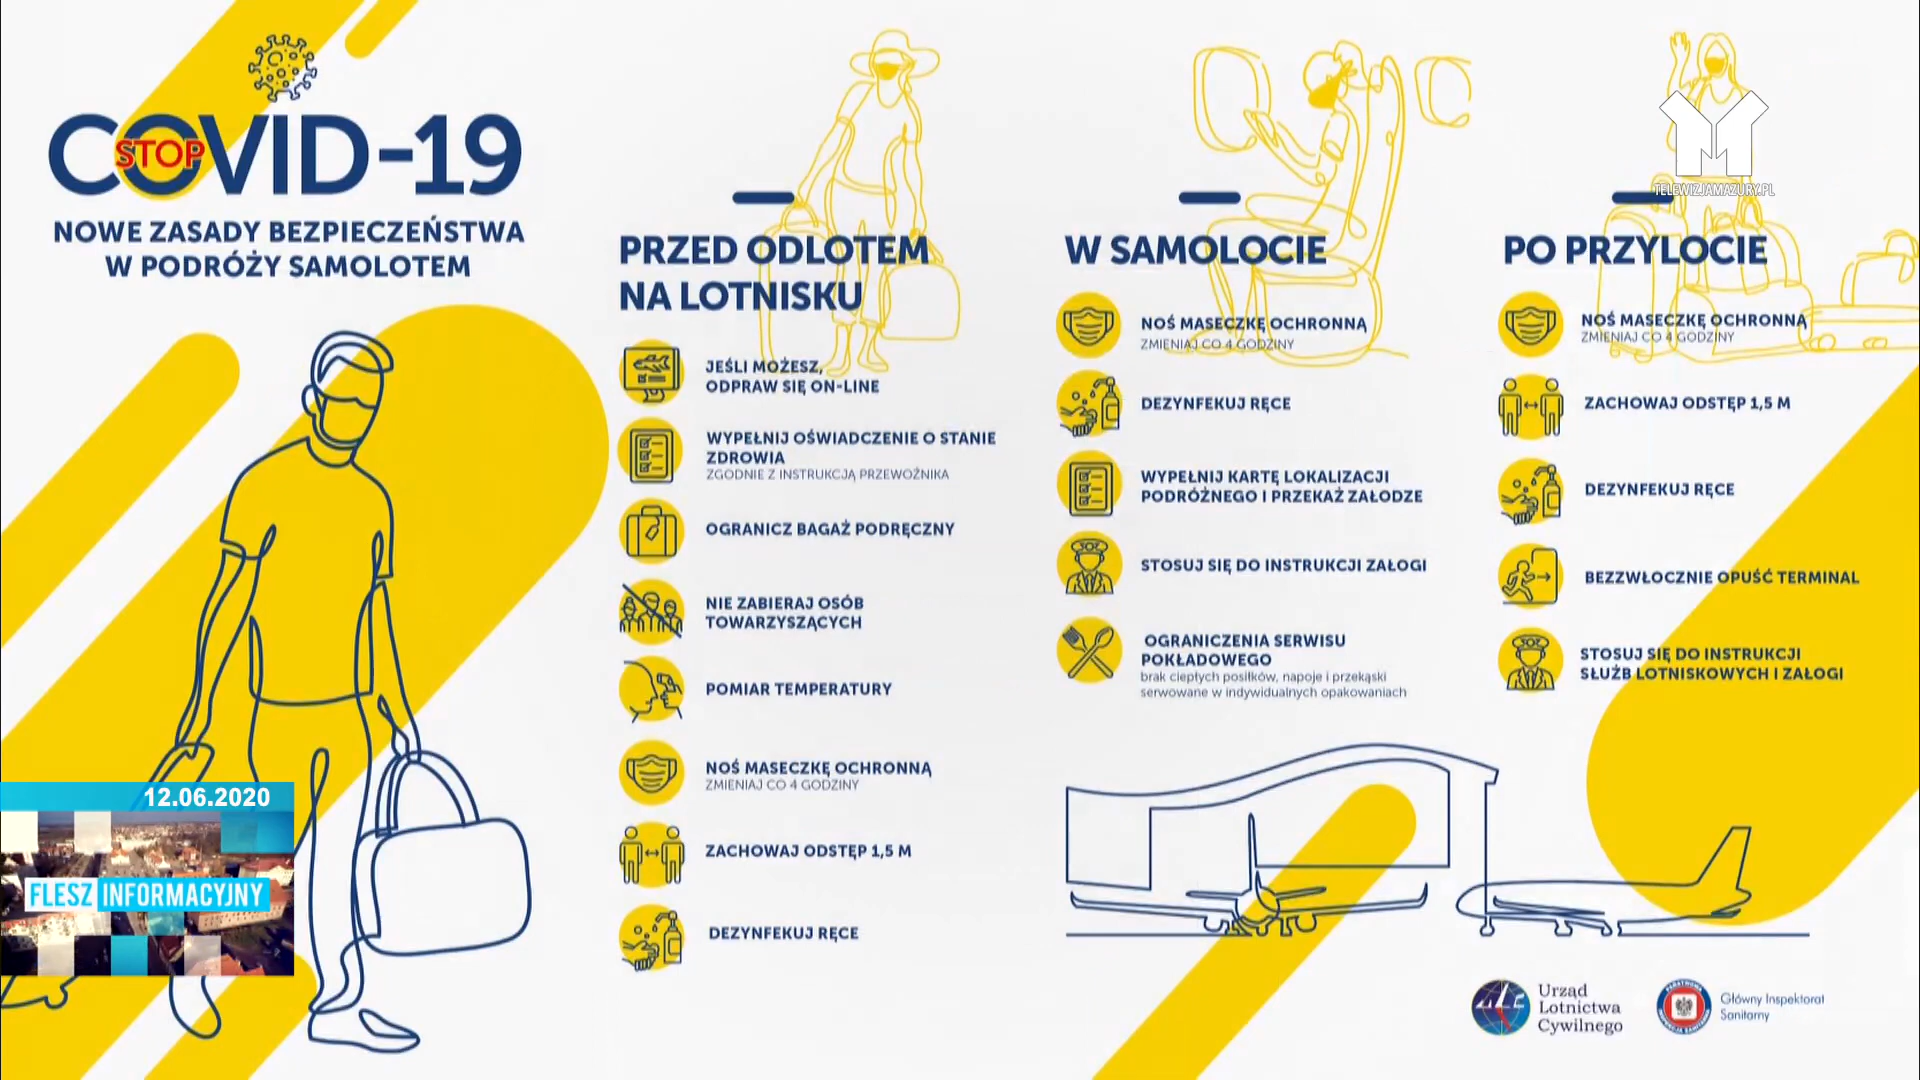 COVID-19
STOP
NOWE ZASADY BEZPIECZEŃSTWA
W PODRÓŻY SAMOLOTEM
PRZED ODLOTEM
NA LOTNISKU
JEŚLI MOŻESZ,
ODPRAW SIĘ ON-LINE
WYPEŁNIJ OŚWIADCZENIE O STANIE
ZDROWIA
ZGODNIE Z INSTRUKCJĄ PRZEWOŹNIKA
OGRANICZ BAGAŻ PODRĘCZNY
NIE ZABIERAJ OSÓB
TOWARZYSZĄCYCH
POMIAR TEMPERATURY
NOŚ MASECZKĘ OCHRONNĄ
ZMIENIAJ CO 4 GODZINY
ZACHOWAJ ODSTĘP 1,5 M
DEZYNFEKUJ RĘCE
W SAMOLOCIE
NOŚ MASECZKĘ OCHRONNĄ
ZMIENIAJ CO 4 GODZINY
DEZYNFEKUJ RĘCE
WYPEŁNIJ KARTĘ LOKALIZACJI
PODRÓŻNEGO I PRZEKAŻ ZAŁODZE
STOSUJ SIĘ DO INSTRUKCJI ZAŁOGI
OGRANICZENIA SERWISU
POKŁADOWEGO
brak ciepłych posiłków, napoje i przekąski
serwowane w indywidualnych opakowaniach
PO PRZYLOCIE
NOŚ MASECZKĘ OCHRONNĄ
ZMIENIAJ CO 4 GODZINY
ZACHOWAJ ODSTĘP 1,5 M
DEZYNFEKUJ RĘCE
BEZZWŁOCZNIE OPUŚĆ TERMINAL
STOSUJ SIĘ DO INSTRUKCJI
SŁUŻB LOTNISKOWYCH I ZAŁOGI
TELEWIZJAMAZURY.PL
12.06.2020
FLESZ INFORMACYJNY
Urząd
Lotnictwa
Cywilnego
Główny Inspektorat
Sanitarny